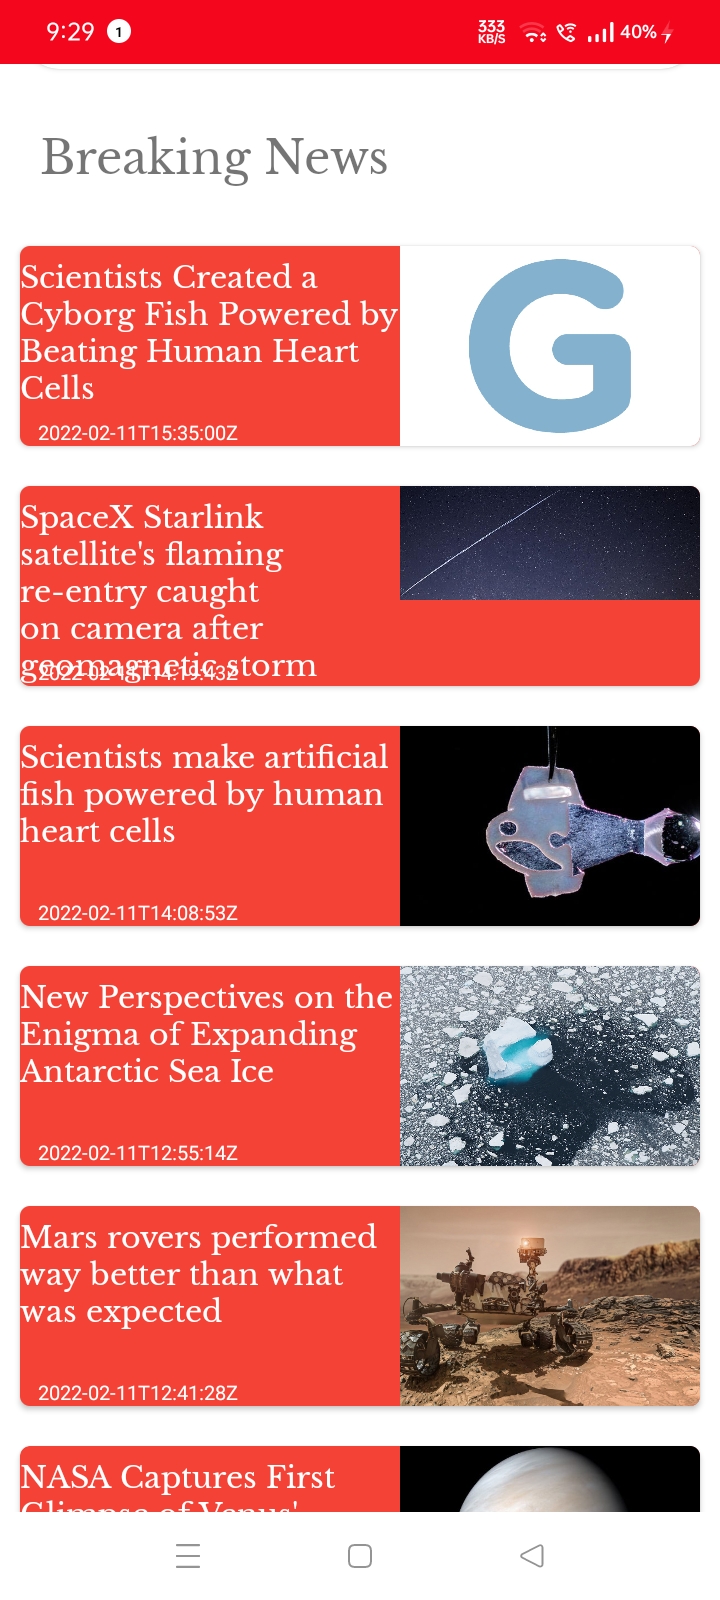 9:29 1 333 KB/S 40%
Breaking News
Scientists Created a
Cyborg Fish Powered by
Beating Human Heart
Cells
2022-02-11T15:35:00Z
G
SpaceX Starlink
satellite's flaming
re-entry caught
on camera after
geomagnetic storm
2022-02-11T14:19:43Z
Scientists make artificial
fish powered by human
heart cells
2022-02-11T14:08:53Z
New Perspectives on the
Enigma of Expanding
Antarctic Sea Ice
2022-02-11T12:55:14Z
Mars rovers performed
way better than what
was expected
2022-02-11T12:41:28Z
NASA Captures First
Glimpse of Venus'